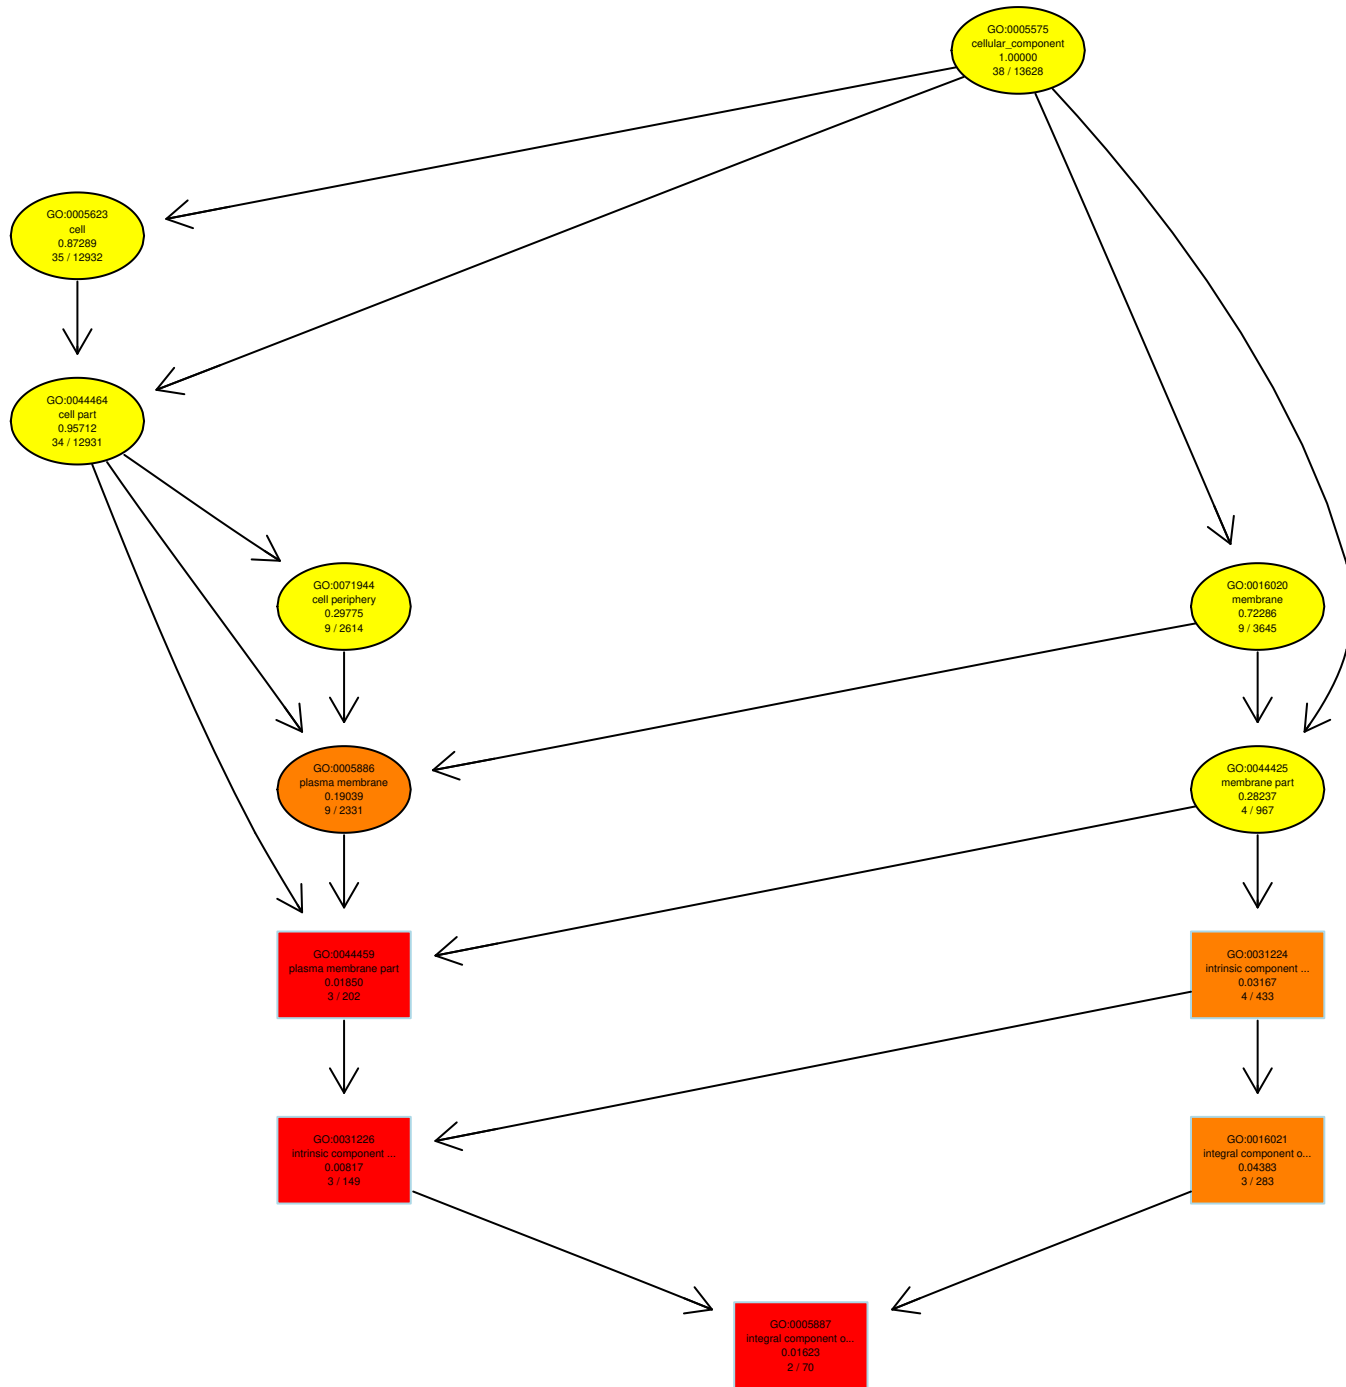 GO:0005575
cellular_component
1.00000
38 / 13628
GO:0005623
cell
0.87289
35 / 12932
GO:0044464
cell part
0.95712
34 / 12931
GO:0071944
cell periphery
0.29775
9 / 2614
GO:0016020
membrane
0.72286
9 / 3645
GO:0005886
plasma membrane
0.19039
9 / 2331
GO:0044425
membrane part
0.28237
4 / 967
GO:0044459
plasma membrane part
0.01850
3 / 202
GO:0031224
intrinsic component ...
0.03167
4 / 433
GO:0031226
intrinsic component ...
0.00817
3 / 149
GO:0016021
integral component o...
0.04383
3 / 283
GO:0005887
integral component o...
0.01623
2 / 70